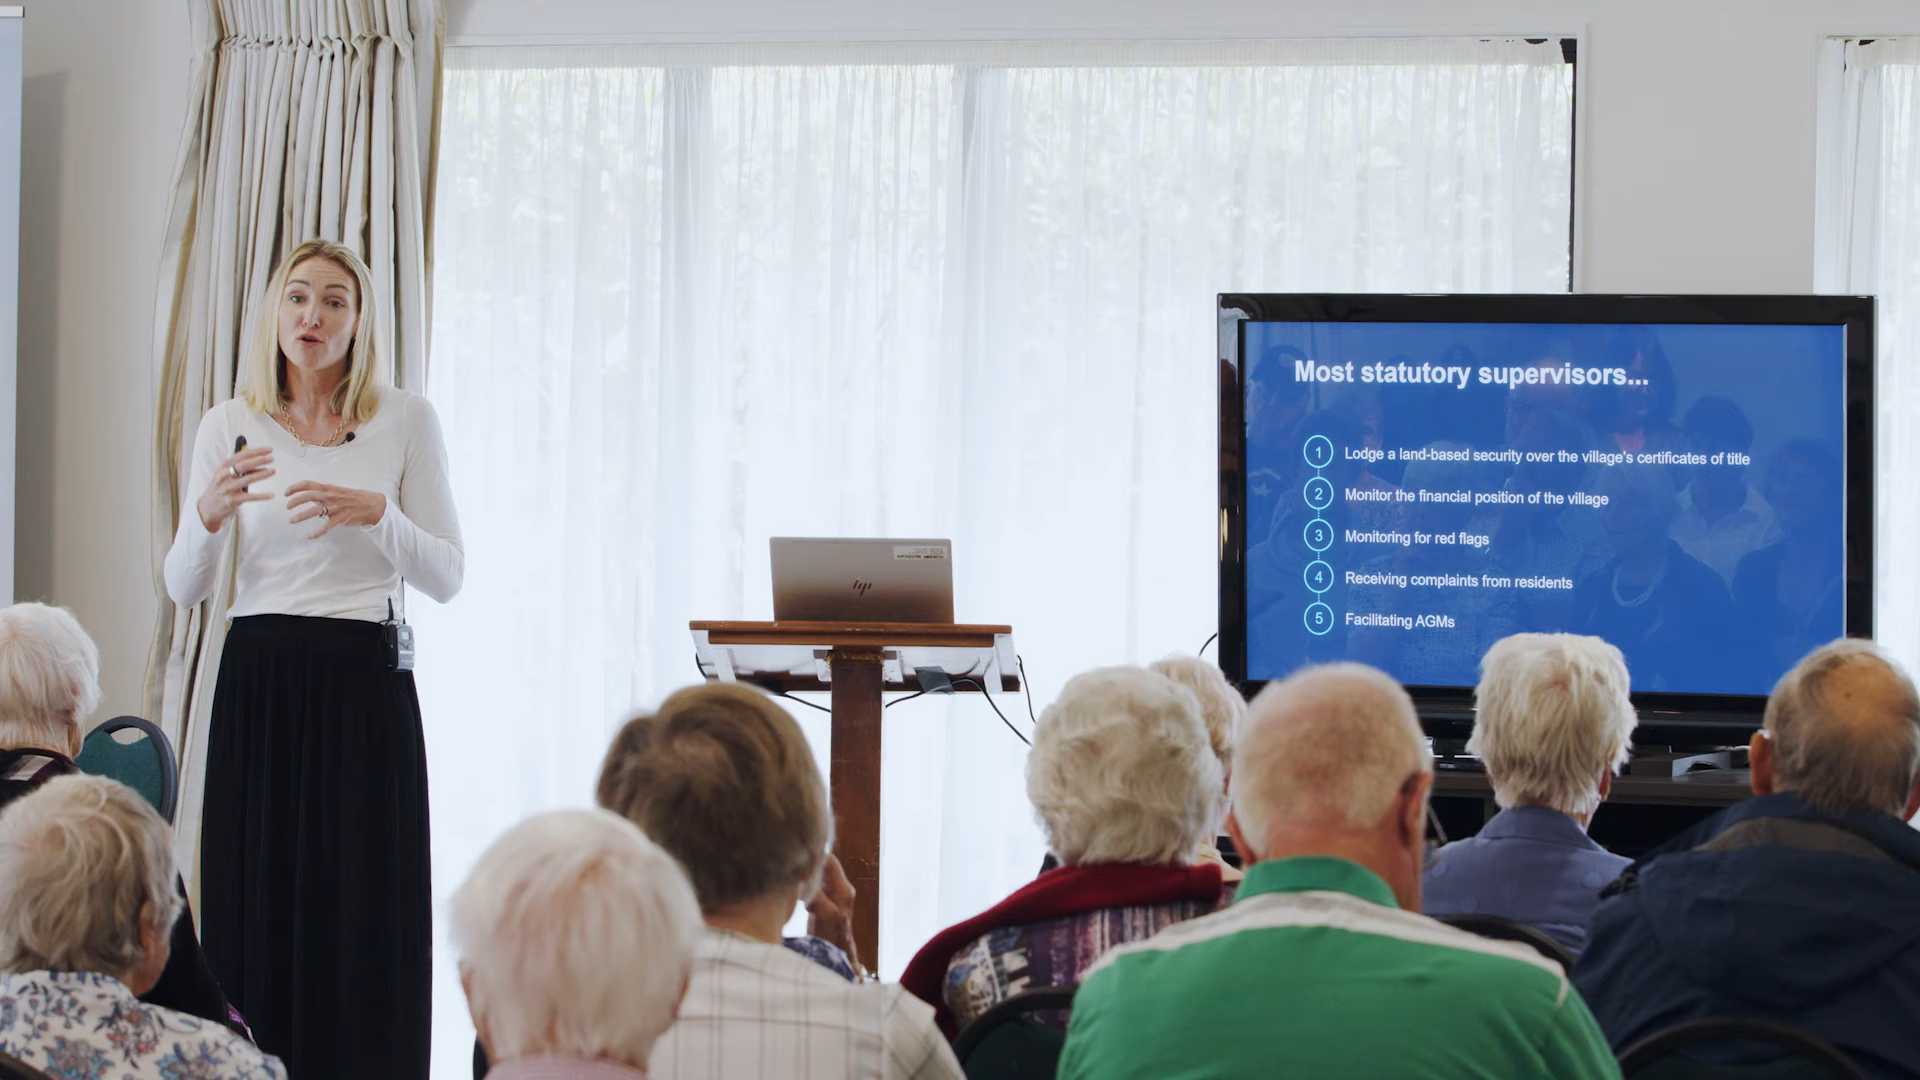 Most statutory supervisors...
1 Lodge a land-based security over the village's certificates of title
2 Monitor the financial position of the village
3 Monitoring for red flags
4 Receiving complaints from residents
5 Facilitating AGMs
hp